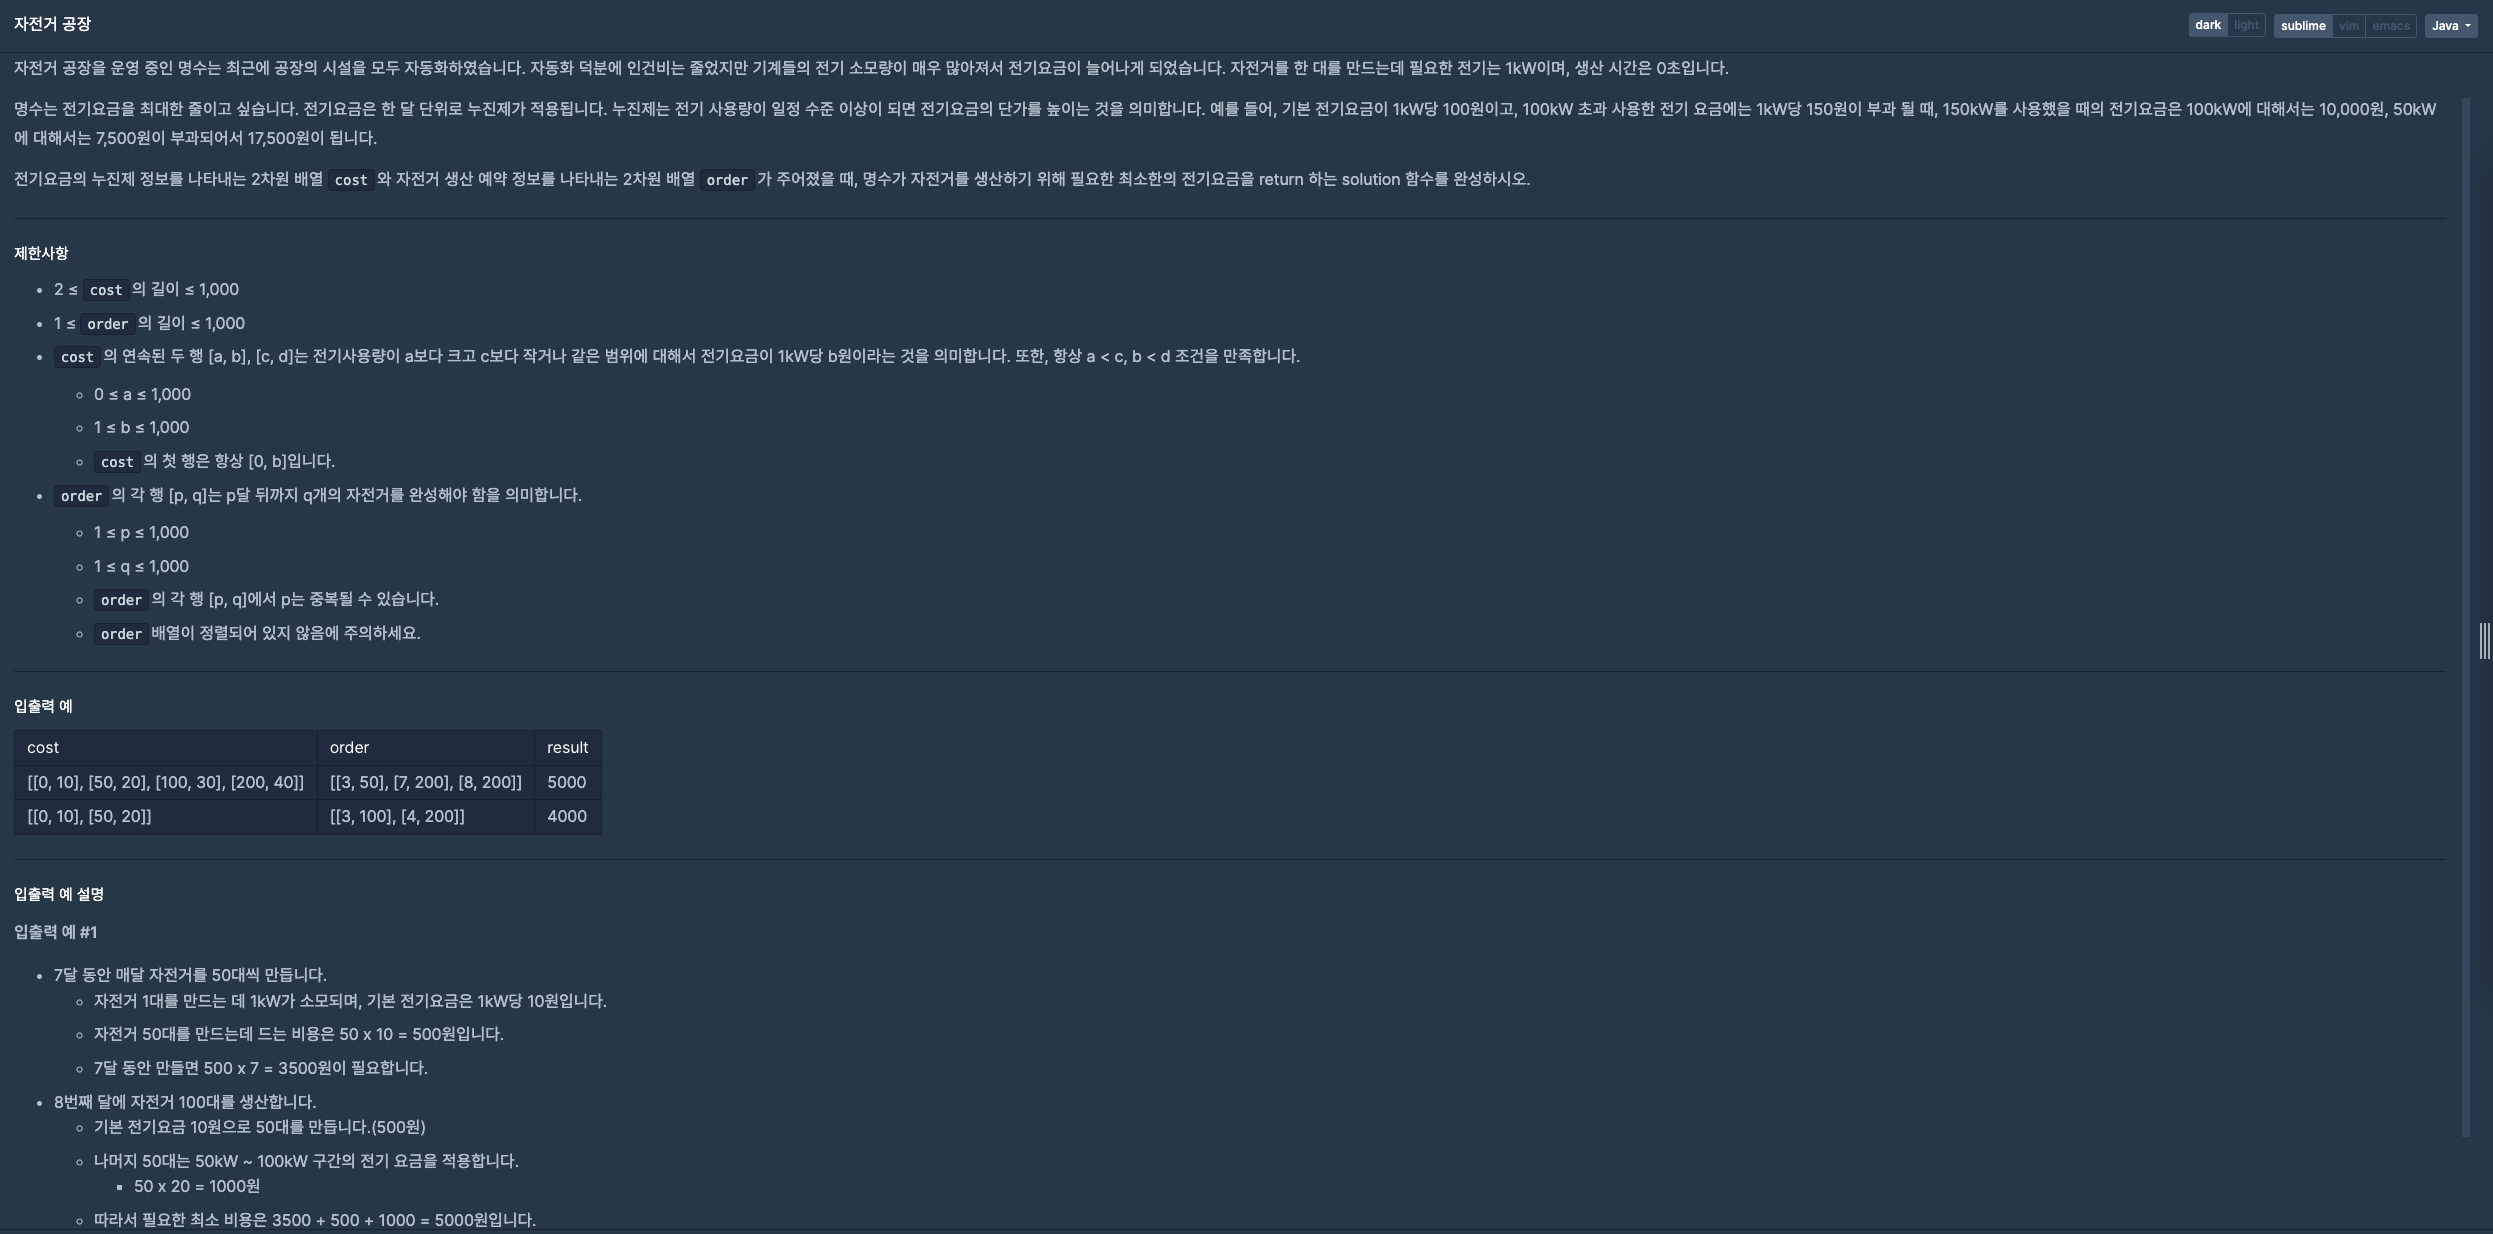 자전거 공장
dark light sublime vim emacs Java
자전거 공장을 운영 중인 명수는 최근에 공장의 시설을 모두 자동화하였습니다. 자동화 덕분에 인건비는 줄었지만 기계들의 전기 소모량이 매우 많아져서 전기요금이 늘어나게 되었습니다. 자전거를 한 대를 만드는데 필요한 전기는 1kW이며, 생산 시간은 0초입니다.
명수는 전기요금을 최대한 줄이고 싶습니다. 전기요금은 한 달 단위로 누진제가 적용됩니다. 누진제는 전기 사용량이 일정 수준 이상이 되면 전기요금의 단가를 높이는 것을 의미합니다. 예를 들어, 기본 전기요금이 1kW당 100원이고, 100kW 초과 사용한 전기 요금에는 1kW당 150원이 부과 될 때, 150kW를 사용했을 때의 전기요금은 100kW에 대해서는 10,000원, 50kW
에 대해서는 7,500원이 부과되어서 17,500원이 됩니다.
전기요금의 누진제 정보를 나타내는 2차원 배열 cost 와 자전거 생산 예약 정보를 나타내는 2차원 배열 order 가 주어졌을 때, 명수가 자전거를 생산하기 위해 필요한 최소한의 전기요금을 return 하는 solution 함수를 완성하시오.
제한사항
• 2 ≤ cost 의 길이 ≤ 1,000
• 1 ≤ order 의 길이 ≤ 1,000
• cost 의 연속된 두 행 [a, b], [c, d]는 전기사용량이 a보다 크고 c보다 작거나 같은 범위에 대해서 전기요금이 1kW당 b원이라는 것을 의미합니다. 또한, 항상 a < c, b < d 조건을 만족합니다.
◦ 0 ≤ a ≤ 1,000
◦ 1 ≤ b ≤ 1,000
◦ cost 의 첫 행은 항상 [0, b]입니다.
• order 의 각 행 [p, q]는 p달 뒤까지 q개의 자전거를 완성해야 함을 의미합니다.
◦ 1 ≤ p ≤ 1,000
◦ 1 ≤ q ≤ 1,000
◦ order 의 각 행 [p, q]에서 p는 중복될 수 있습니다.
◦ order 배열이 정렬되어 있지 않음에 주의하세요.
입출력 예
cost order result
[[0, 10], [50, 20], [100, 30], [200, 40]] [[3, 50], [7, 200], [8, 200]] 5000
[[0, 10], [50, 20]] [[3, 100], [4, 200]] 4000
입출력 예 설명
입출력 예 #1
• 7달 동안 매달 자전거를 50대씩 만듭니다.
◦ 자전거 1대를 만드는 데 1kW가 소모되며, 기본 전기요금은 1kW당 10원입니다.
◦ 자전거 50대를 만드는데 드는 비용은 50 x 10 = 500원입니다.
◦ 7달 동안 만들면 500 x 7 = 3500원이 필요합니다.
• 8번째 달에 자전거 100대를 생산합니다.
◦ 기본 전기요금 10원으로 50대를 만듭니다.(500원)
◦ 나머지 50대는 50kW ~ 100kW 구간의 전기 요금을 적용합니다.
▪ 50 x 20 = 1000원
◦ 따라서 필요한 최소 비용은 3500 + 500 + 1000 = 5000원입니다.